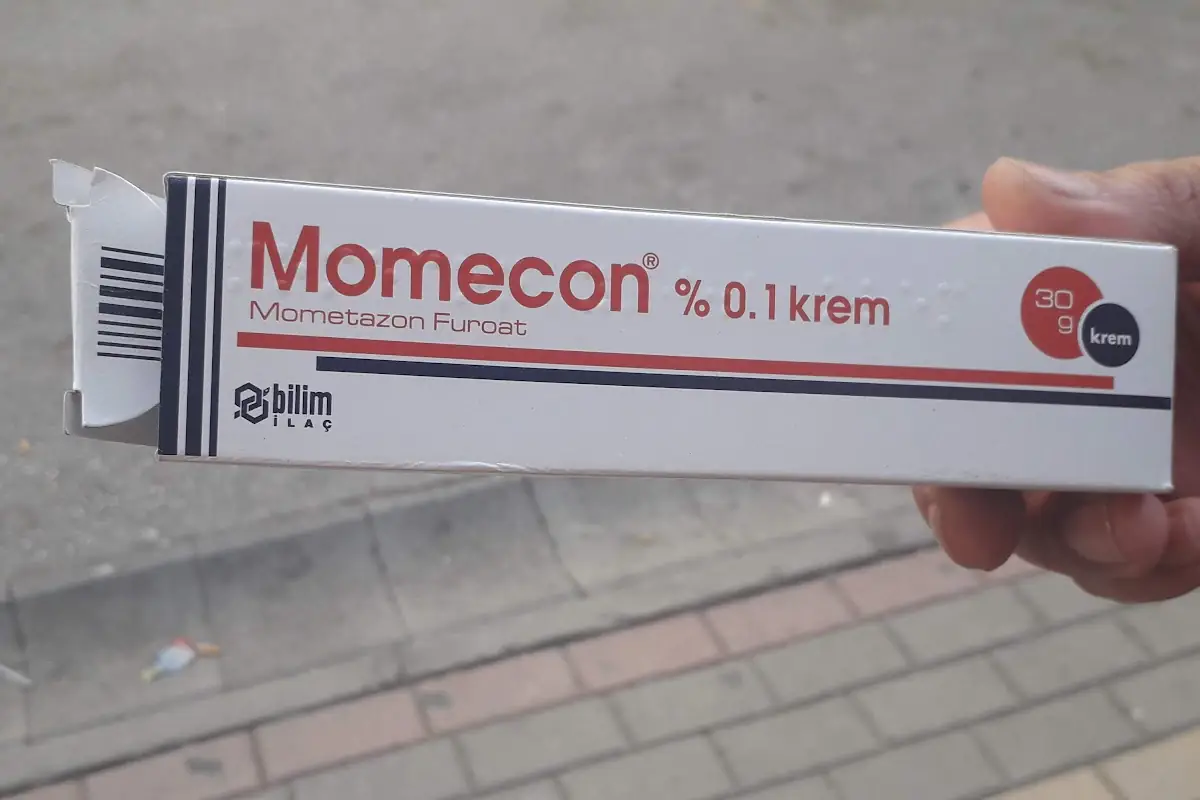 Momecon® % 0.1 krem
Mometazon Furoat
30
g
krem
bilim
İLAÇ